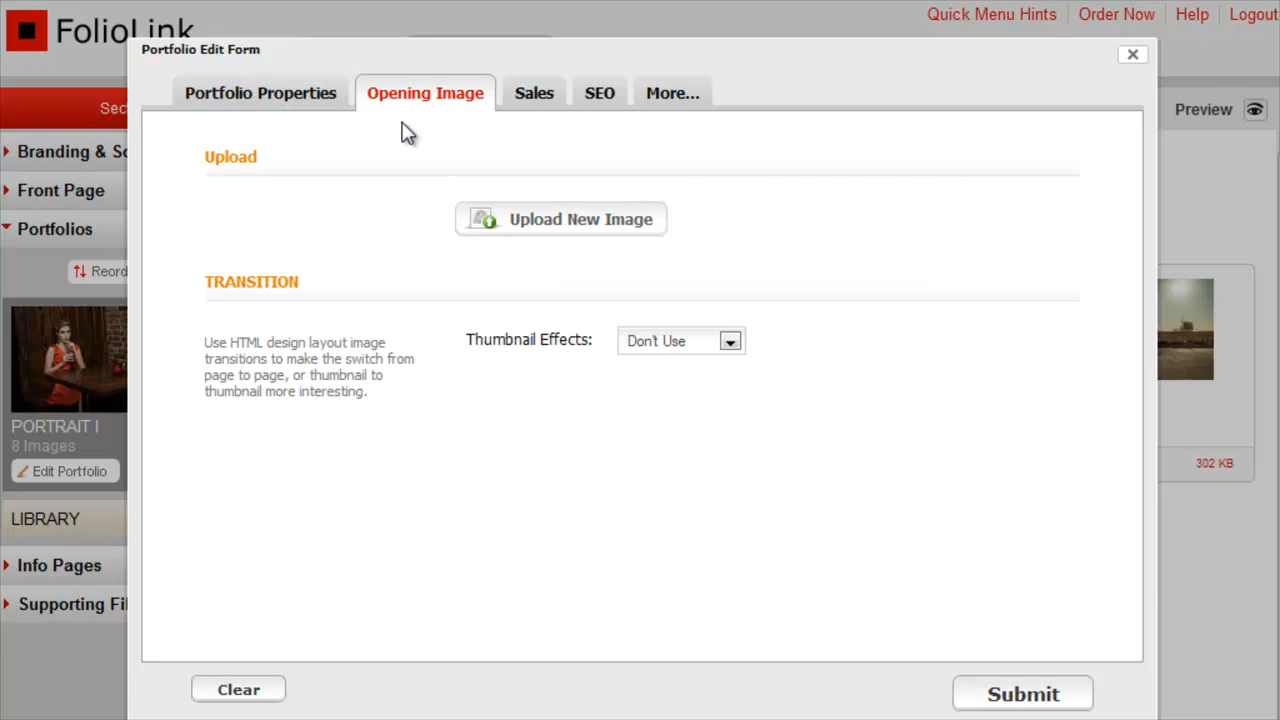 FolioLink
Quick Menu Hints
Order Now
Help
Logout
Portfolio Edit Form
Portfolio Properties
Opening Image
Sales
SEO
More...
Preview
Branding &
Front Page
Portfolios
PORTRAIT I
8 Images
Edit Portfolio
LIBRARY
Info Pages
Supporting
Upload
Upload New Image
TRANSITION
Use HTML design layout image
transitions to make the switch from
page to page, or thumbnail to
thumbnail more interesting.
Thumbnail Effects:
Don't Use
302 KB
Clear
Submit